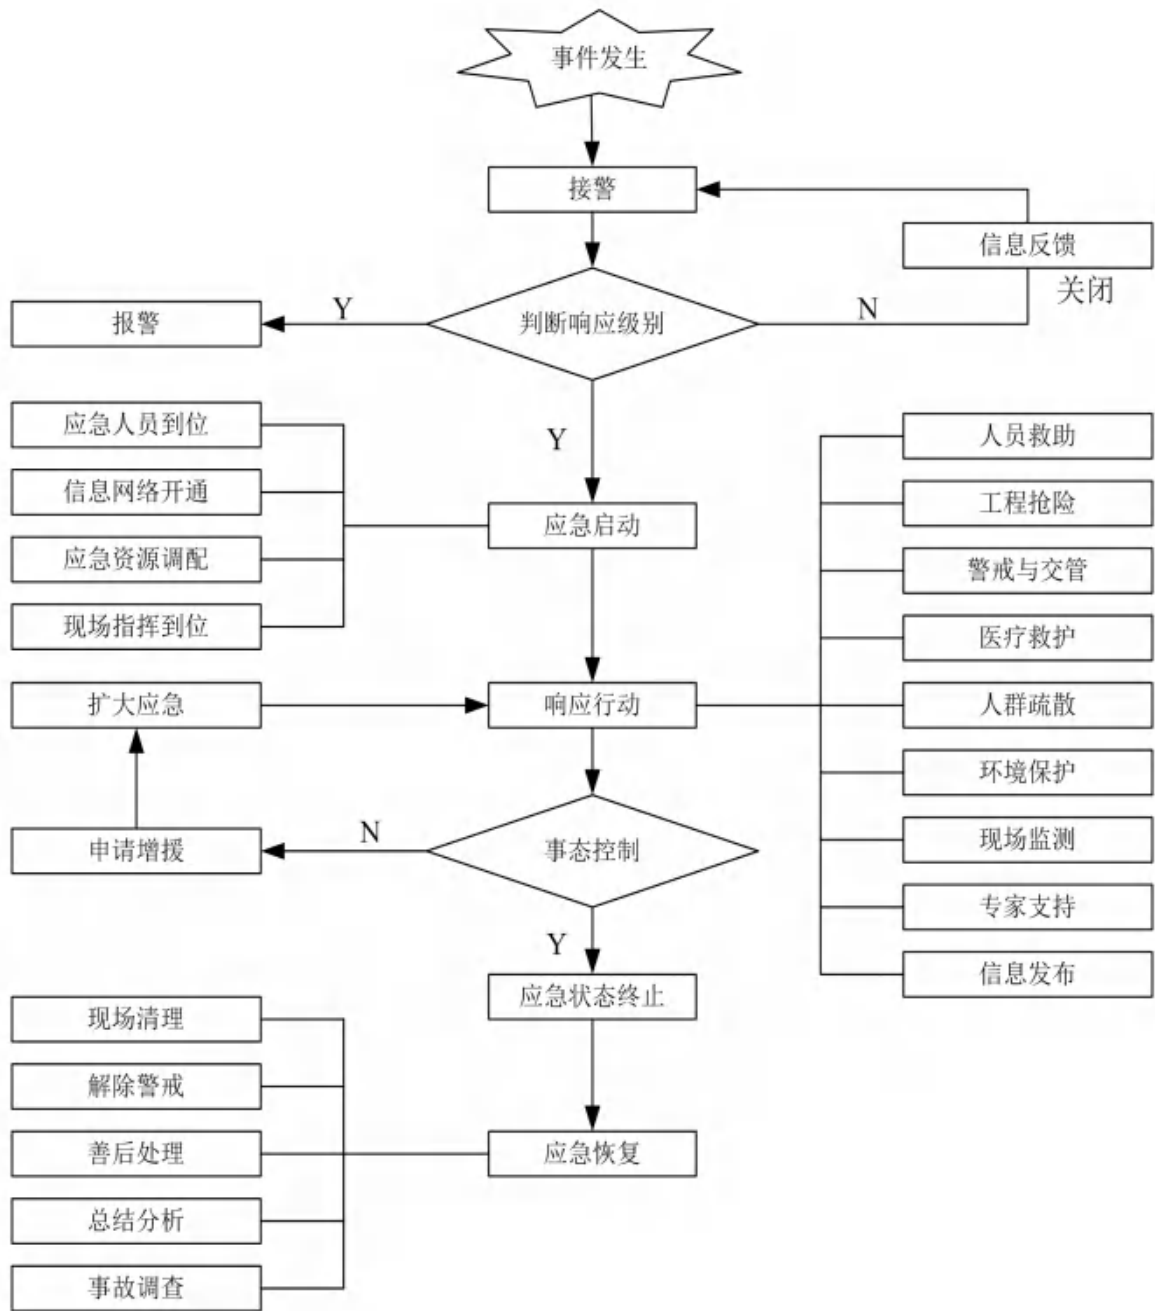 事件发生
接警
信息反馈
关闭
报警
Y
判断响应级别
N
应急人员到位
信息网络开通
应急资源调配
现场指挥到位
Y
应急启动
人员救助
工程抢险
警戒与交管
医疗救护
人群疏散
环境保护
现场监测
专家支持
信息发布
扩大应急
响应行动
申请增援
N
事态控制
Y
应急状态终止
现场清理
解除警戒
善后处理
总结分析
事故调查
应急恢复